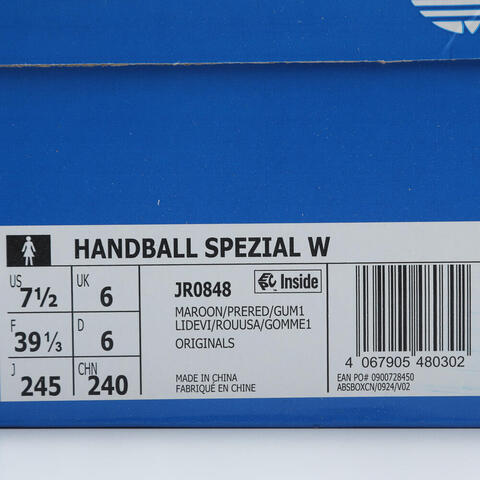 HANDBALL SPEZIAL W
US 7½ UK 6
F 39⅓ D 6
J 245 CHN 240
JR0848 Inside
MAROON/PRERED/GUM1
LIDEVI/ROUUSA/GOMME1
ORIGINALS
MADE IN CHINA
FABRIQUÉ EN CHINE
4 067905 480302
EAN PO# 0900728450
ABSBOXCN/0924/V02